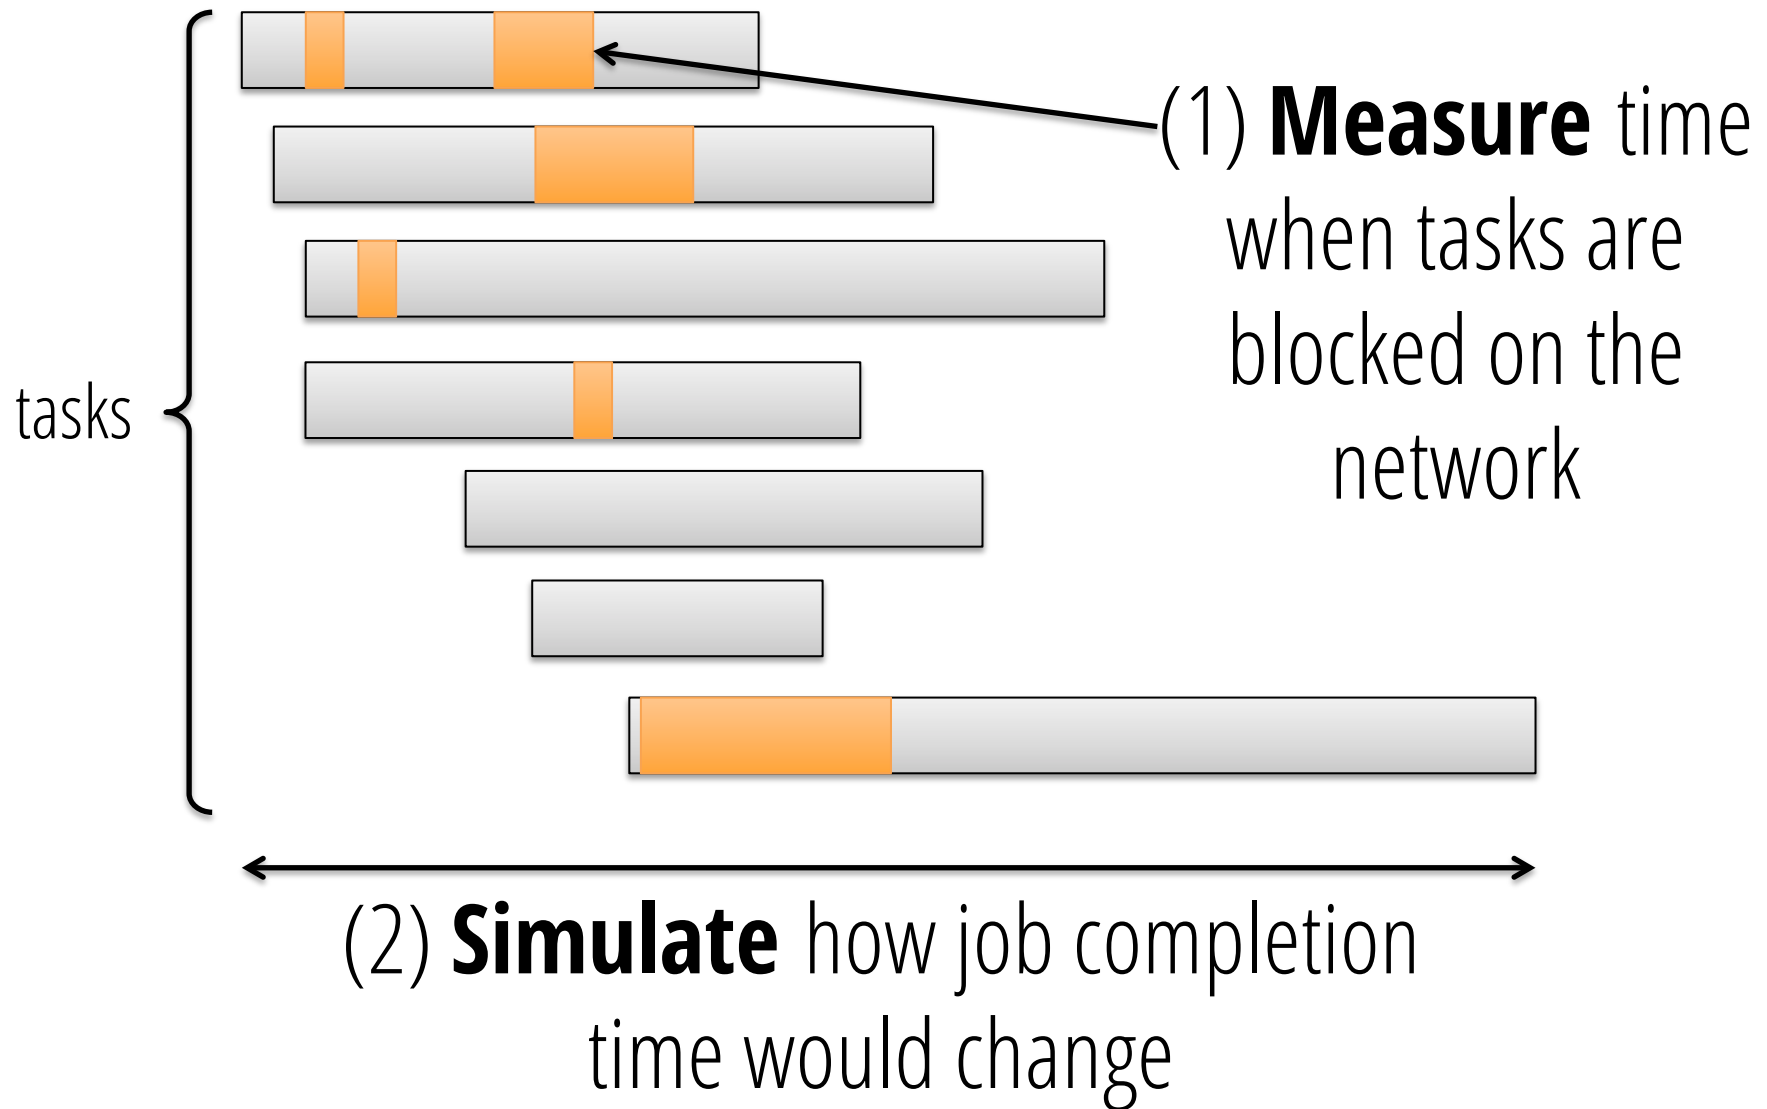 (1) Measure time
when tasks are
blocked on the
network
tasks
(2) Simulate how job completion
time would change